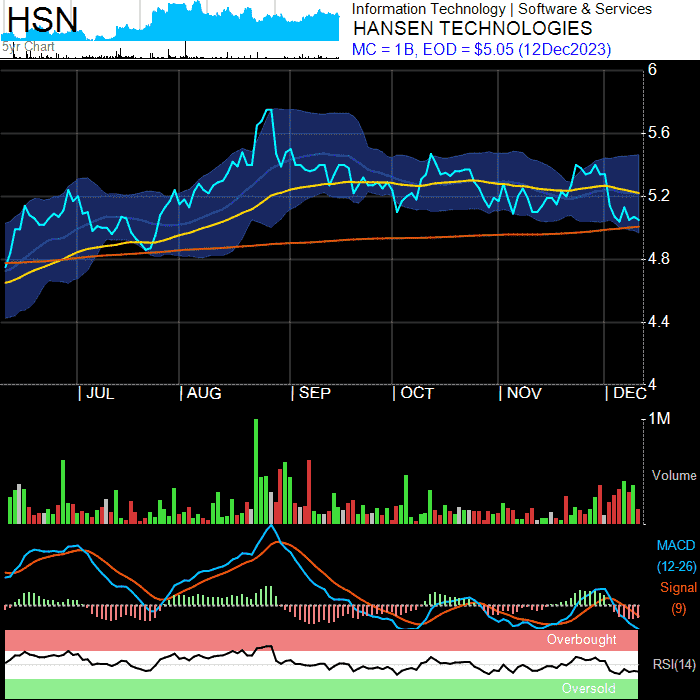 HSN
5yr Chart
Information Technology | Software & Services
HANSEN TECHNOLOGIES
MC = 1B, EOD = $5.05 (12Dec2023)
6
5.6
5.2
4.8
4.4
4
| JUL | AUG | SEP | OCT | NOV | DEC
1M
Volume
MACD
(12-26)
Signal
(9)
Overbought
RSI(14)
Oversold